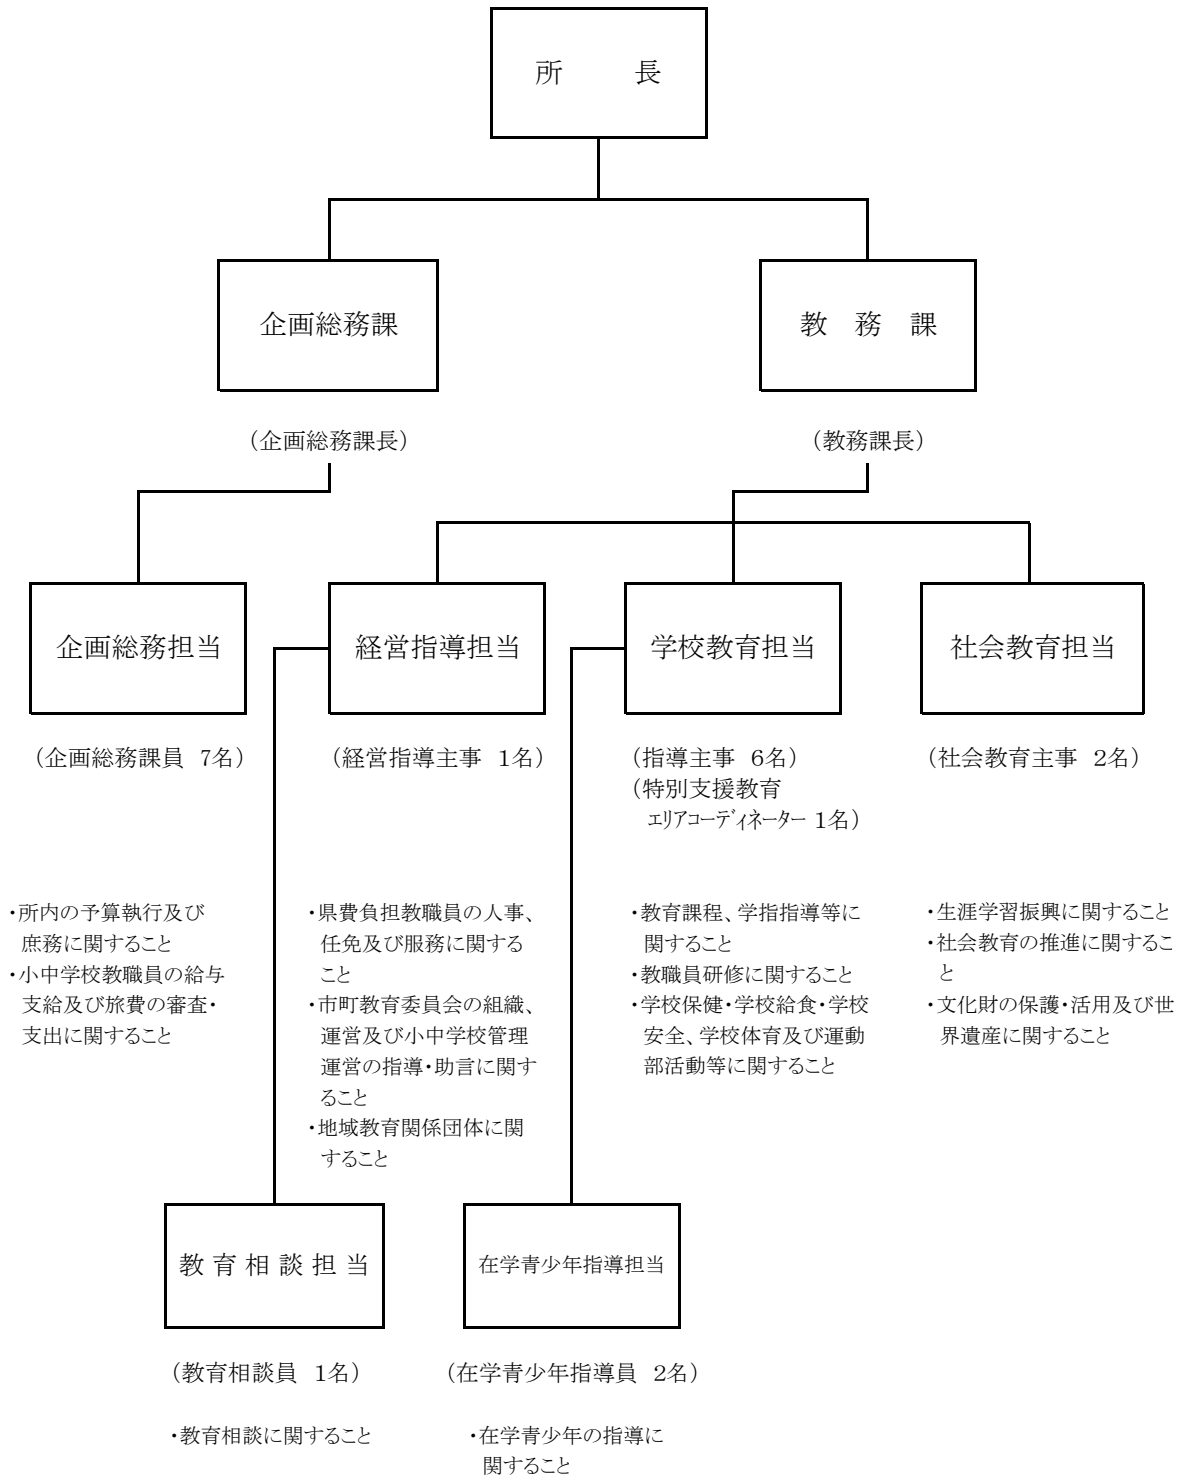 所　　長
企画総務課
教　務　課
（企画総務課長）
（教務課長）
企画総務担当
経営指導担当
学校教育担当
社会教育担当
（企画総務課員　7名）
（経営指導主事　1名）
（指導主事　6名）
（特別支援教育
エリアコーディネーター 1名）
（社会教育主事　2名）
・所内の予算執行及び
庶務に関すること
・小中学校教職員の給与
支給及び旅費の審査・
支出に関すること
・県費負担教職員の人事、
任免及び服務に関する
こと
・市町教育委員会の組織、
運営及び小中学校管理
運営の指導・助言に関す
ること
・地域教育関係団体に関
すること
・教育課程、学指指導等に
関すること
・教職員研修に関すること
・学校保健・学校給食・学校
安全、学校体育及び運動
部活動等に関すること
・生涯学習振興に関すること
・社会教育の推進に関するこ
と
・文化財の保護・活用及び世
界遺産に関すること
教 育 相 談 担 当
在学青少年指導担当
（教育相談員　1名）
（在学青少年指導員　2名）
・教育相談に関すること
・在学青少年の指導に
関すること